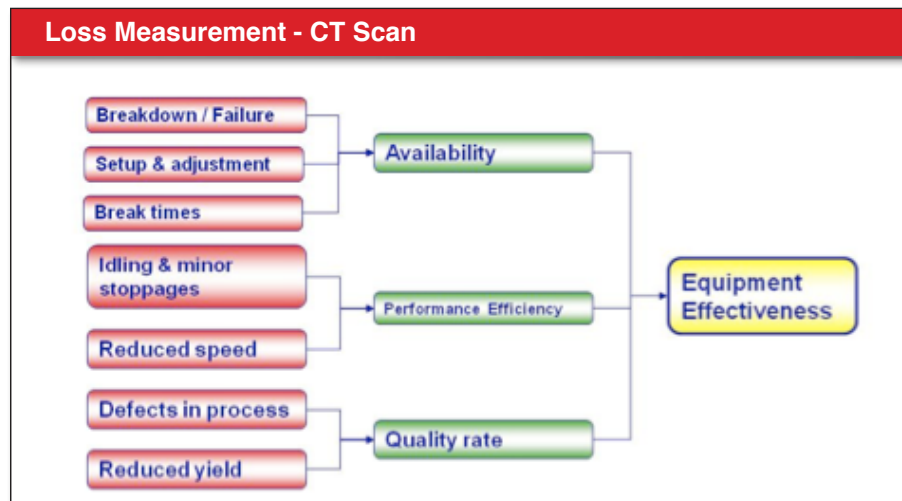 Loss Measurement - CT Scan
Breakdown / Failure
Setup & adjustment
Break times
Idling & minor
stoppages
Reduced speed
Defects in process
Reduced yield
Availability
Performance Efficiency
Quality rate
Equipment
Effectiveness